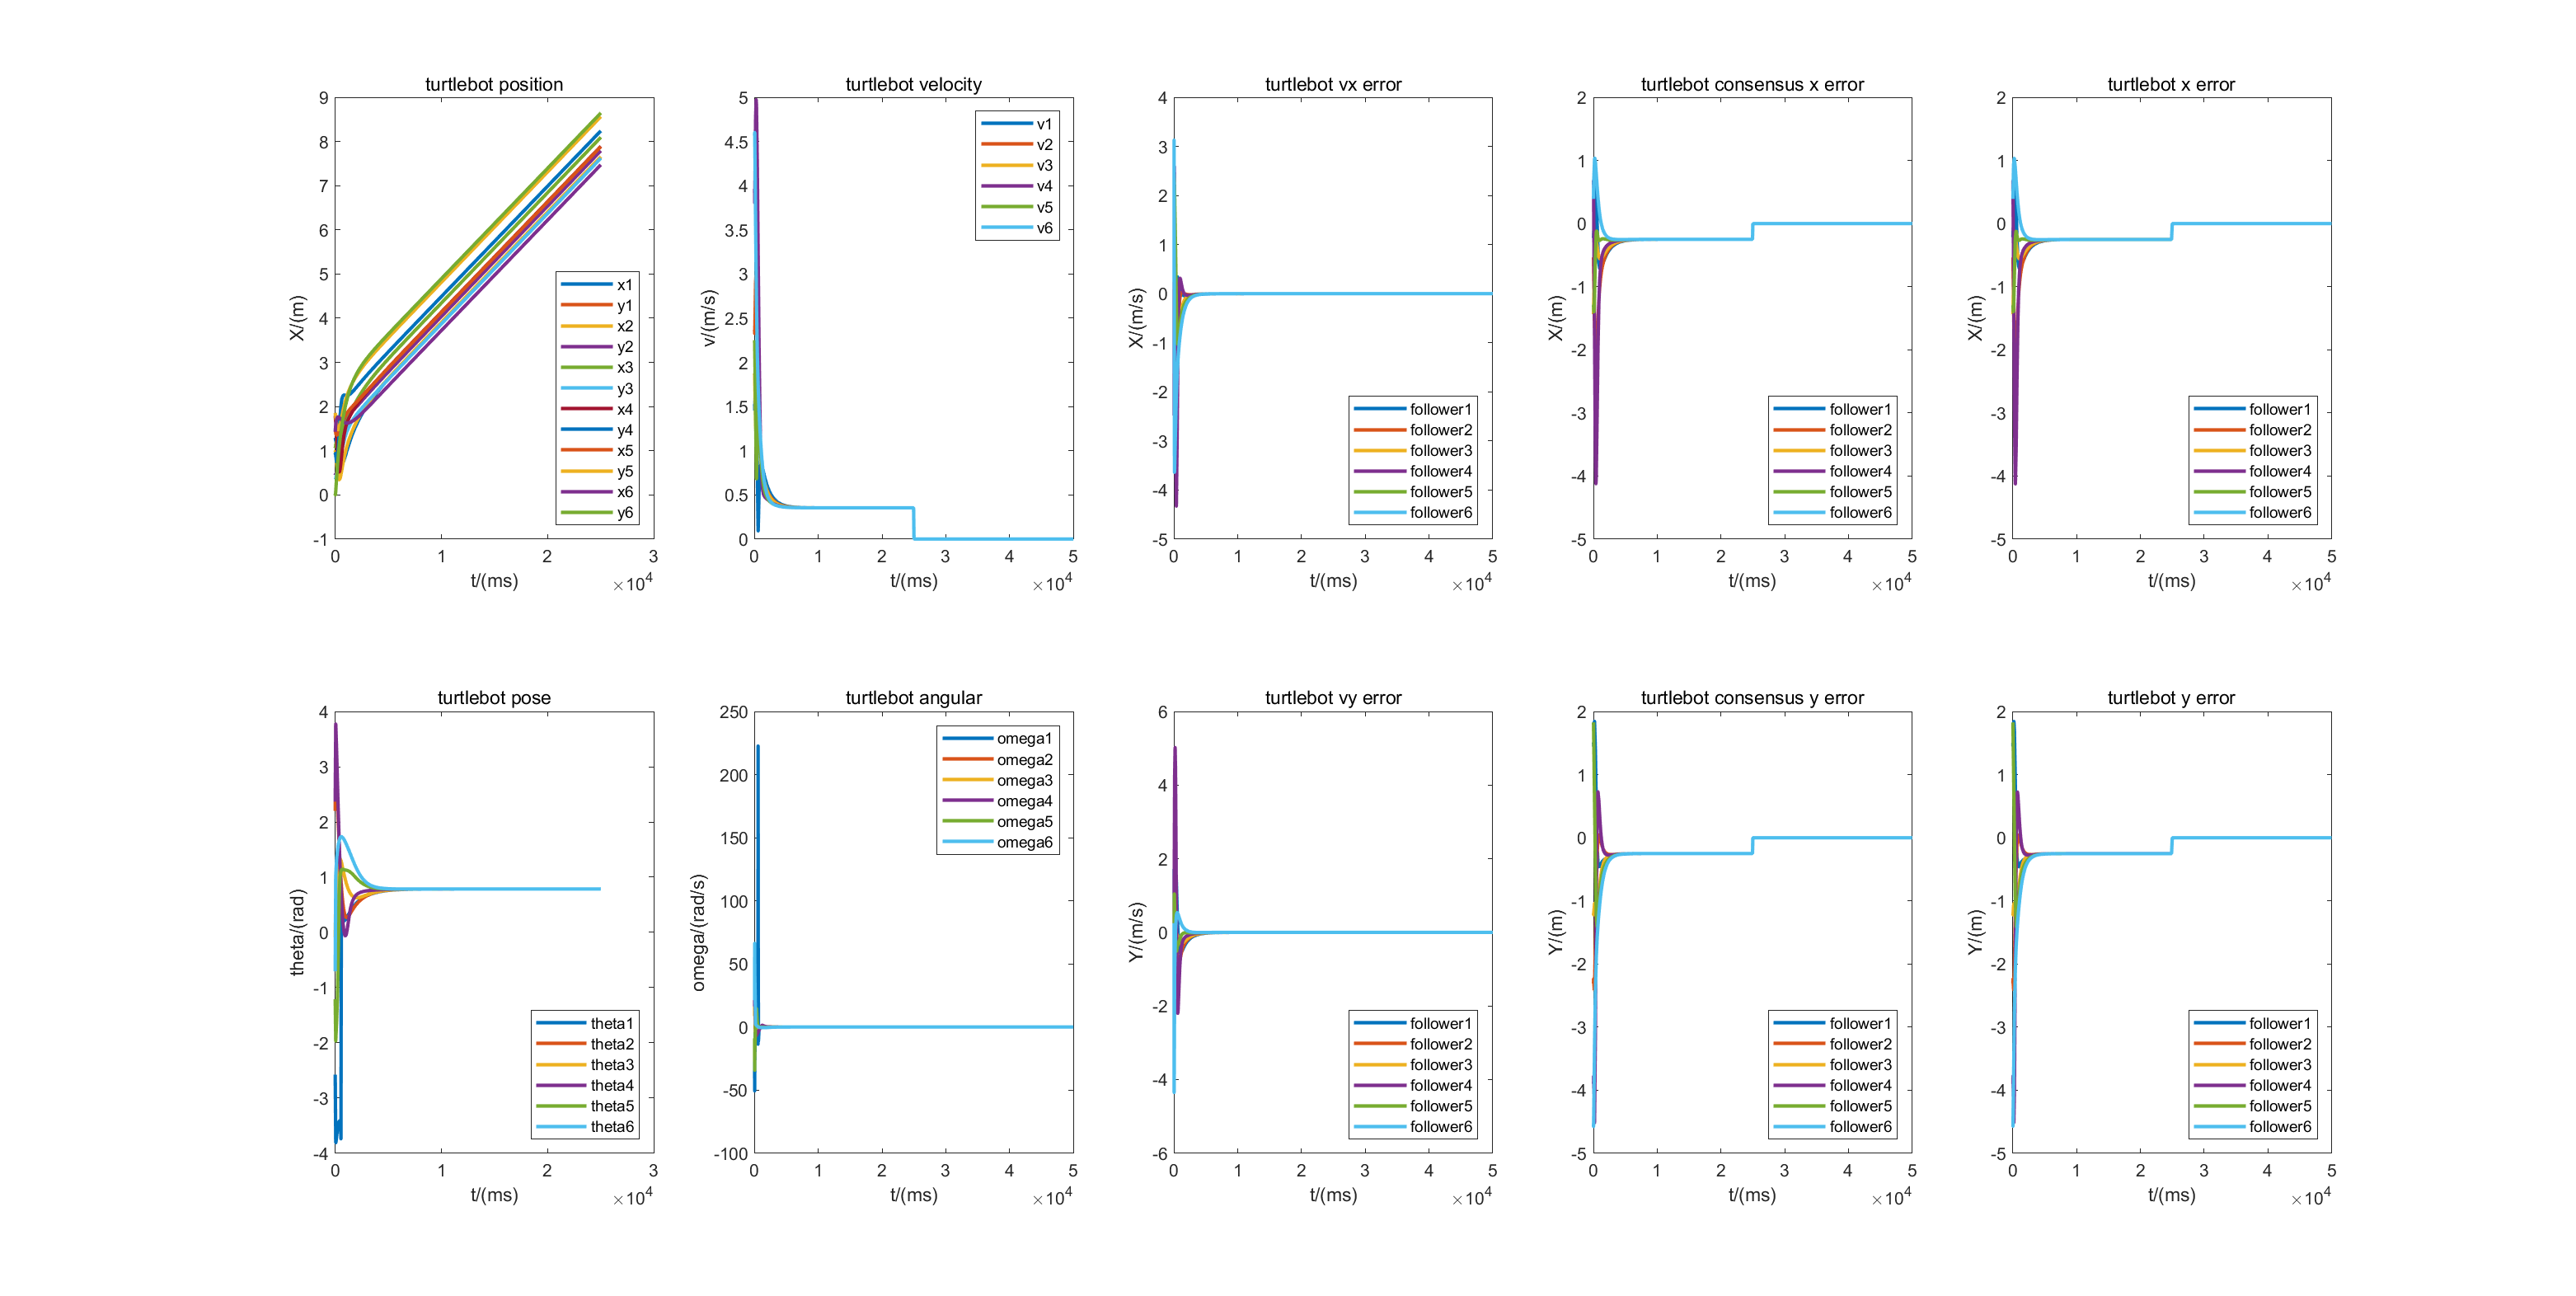 turtlebot position
9
8
7
6
5
4
3
2
1
0
-1
X/(m)
x1
y1
x2
y2
x3
y3
x4
y4
x5
y5
x6
y6
0 1 2 3
t/(ms)
×10^4
turtlebot velocity
5
4.5
4
3.5
3
2.5
2
1.5
1
0.5
0
v/(m/s)
v1
v2
v3
v4
v5
v6
0 1 2 3 4 5
t/(ms)
×10^4
turtlebot vx error
4
3
2
1
0
-1
-2
-3
-4
-5
X/(m/s)
follower1
follower2
follower3
follower4
follower5
follower6
0 1 2 3 4 5
t/(ms)
×10^4
turtlebot consensus x error
2
1
0
-1
-2
-3
-4
-5
X/(m)
follower1
follower2
follower3
follower4
follower5
follower6
0 1 2 3 4 5
t/(ms)
×10^4
turtlebot x error
2
1
0
-1
-2
-3
-4
-5
X/(m)
follower1
follower2
follower3
follower4
follower5
follower6
0 1 2 3 4 5
t/(ms)
×10^4
turtlebot pose
4
3
2
1
0
-1
-2
-3
-4
theta/(rad)
theta1
theta2
theta3
theta4
theta5
theta6
0 1 2 3
t/(ms)
×10^4
turtlebot angular
250
200
150
100
50
0
-50
-100
omega/(rad/s)
omega1
omega2
omega3
omega4
omega5
omega6
0 1 2 3 4 5
t/(ms)
×10^4
turtlebot vy error
6
4
2
0
-2
-4
-6
Y/(m/s)
follower1
follower2
follower3
follower4
follower5
follower6
0 1 2 3 4 5
t/(ms)
×10^4
turtlebot consensus y error
2
1
0
-1
-2
-3
-4
-5
Y/(m)
follower1
follower2
follower3
follower4
follower5
follower6
0 1 2 3 4 5
t/(ms)
×10^4
turtlebot y error
2
1
0
-1
-2
-3
-4
-5
Y/(m)
follower1
follower2
follower3
follower4
follower5
follower6
0 1 2 3 4 5
t/(ms)
×10^4